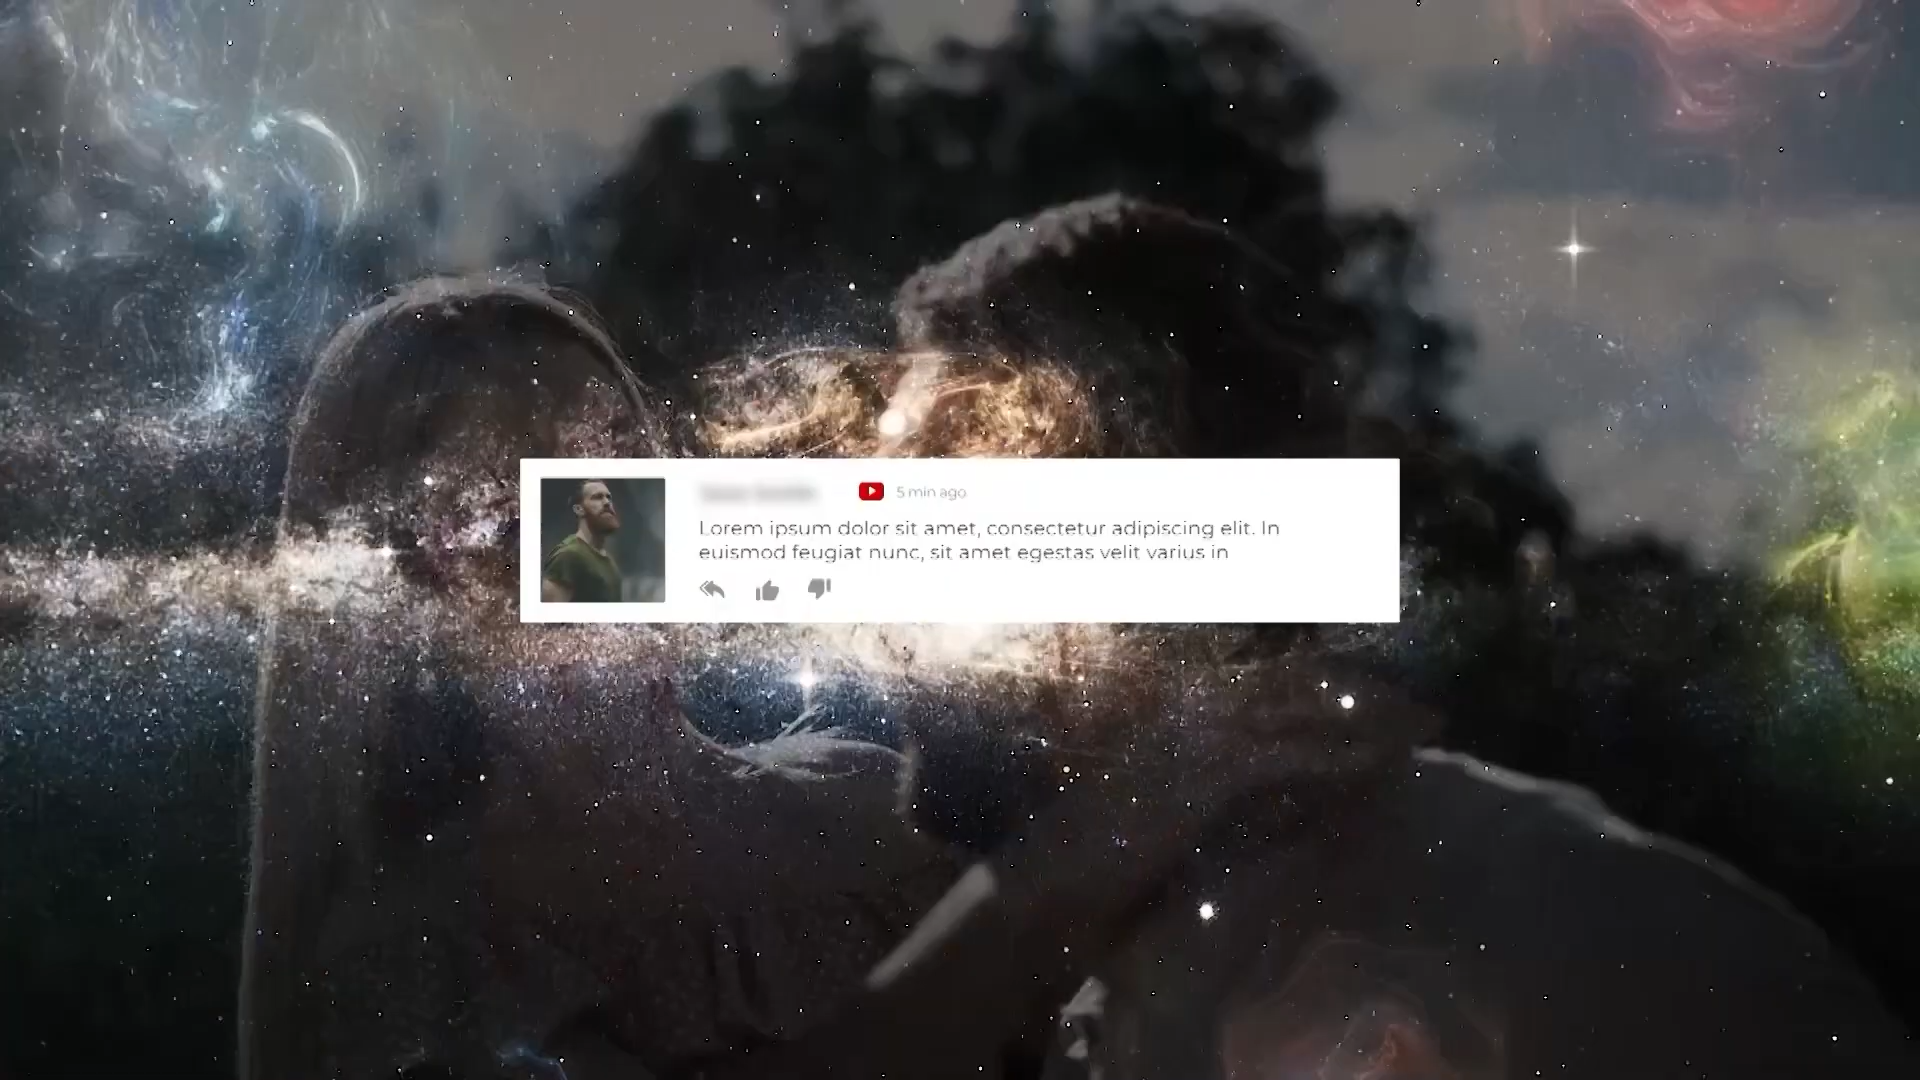 5 min ago
Lorem ipsum dolor sit amet, consectetur adipiscing elit. In
euismod feugiat nunc, sit amet egestas velit varius in